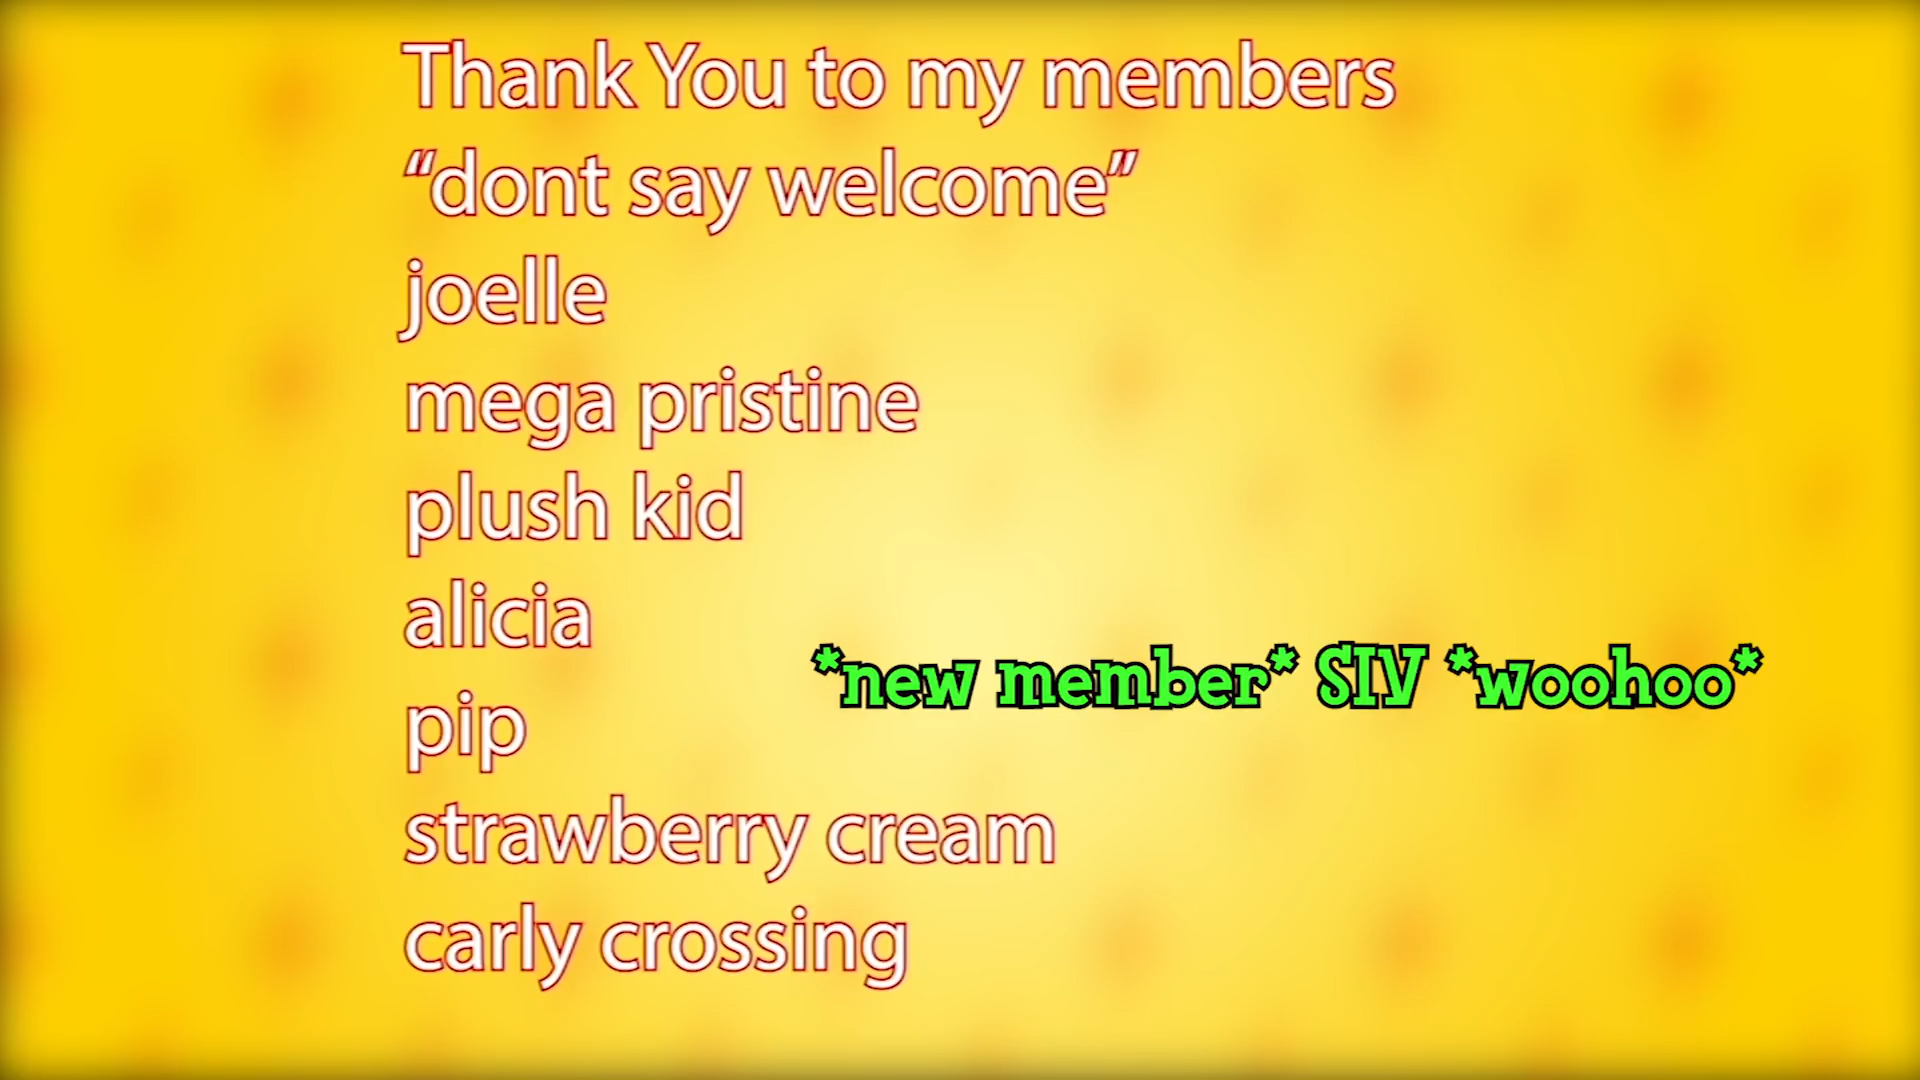 Thank You to my members
“dont say welcome”
joelle
mega pristine
plush kid
alicia
*new member* SIV *woohoo*
pip
strawberry cream
carly crossing